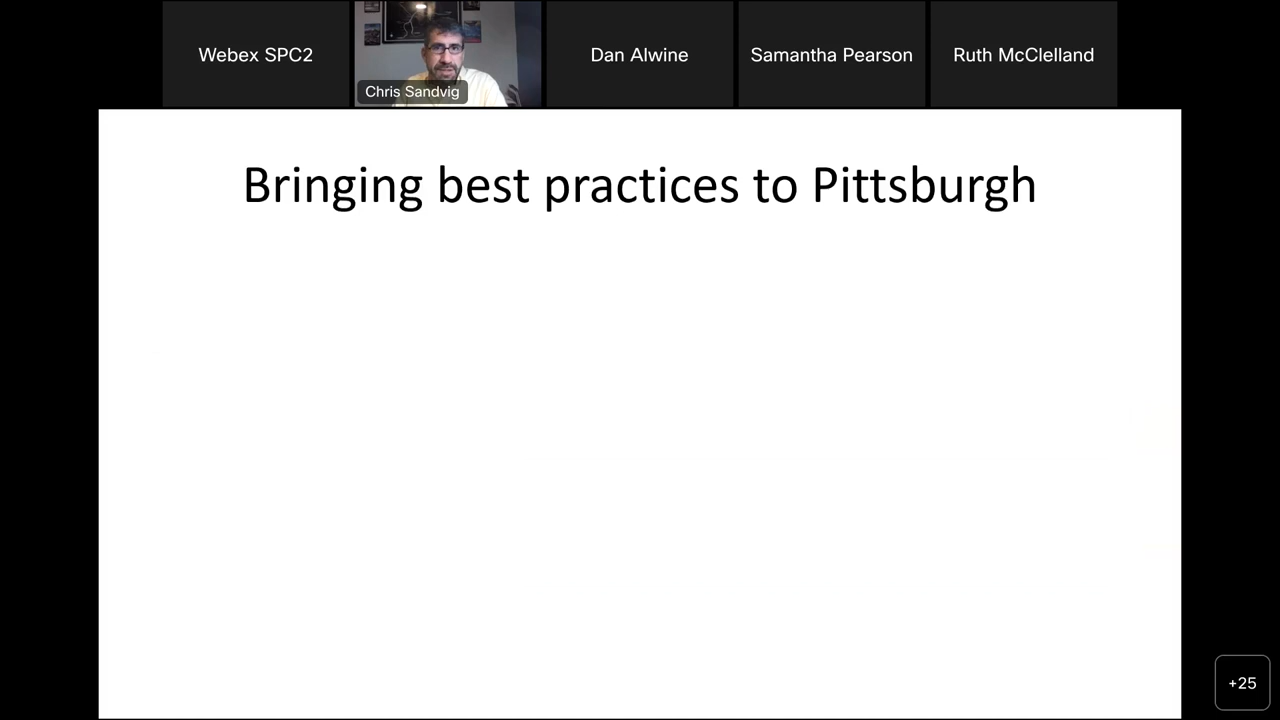 Webex SPC2
Chris Sandvig
Dan Alwine
Samantha Pearson
Ruth McClelland
Bringing best practices to Pittsburgh
+25